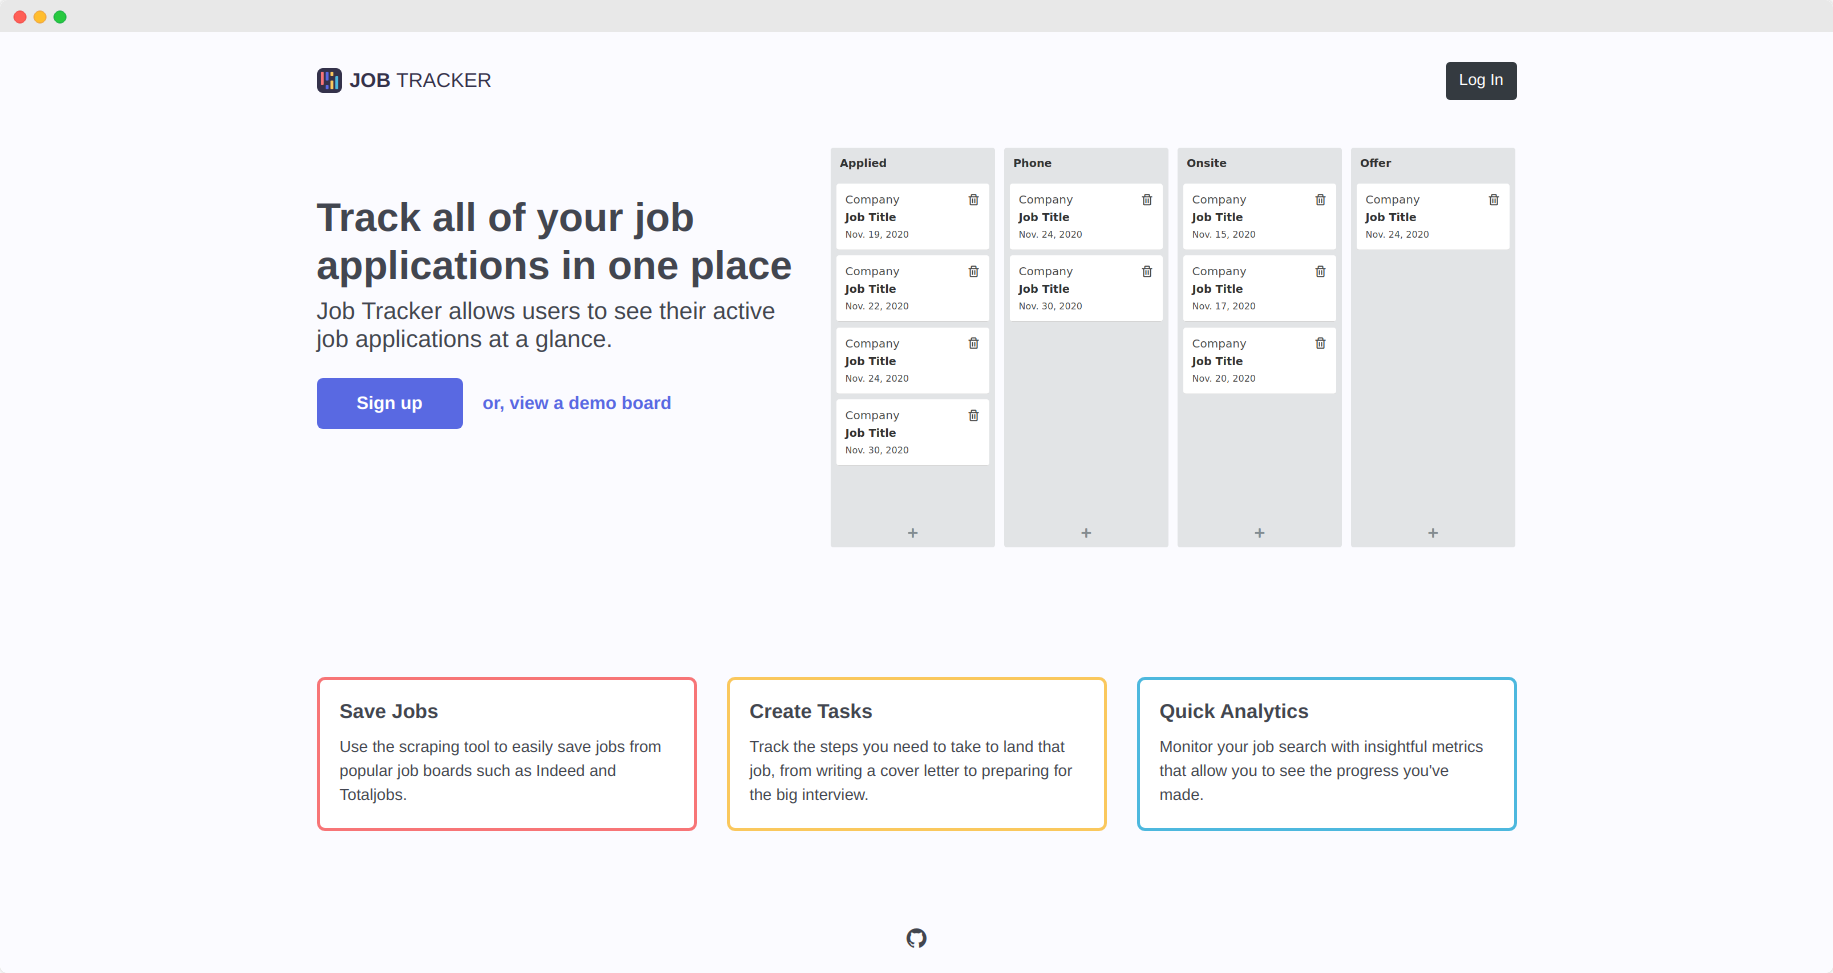 JOB TRACKER
Log In
Track all of your job
applications in one place
Job Tracker allows users to see their active
job applications at a glance.
Sign up
or, view a demo board
Applied
Company
Job Title
Nov. 19, 2020
Company
Job Title
Nov. 22, 2020
Company
Job Title
Nov. 24, 2020
Company
Job Title
Nov. 30, 2020
+
Phone
Company
Job Title
Nov. 24, 2020
Company
Job Title
Nov. 30, 2020
+
Onsite
Company
Job Title
Nov. 15, 2020
Company
Job Title
Nov. 17, 2020
Company
Job Title
Nov. 20, 2020
+
Offer
Company
Job Title
Nov. 24, 2020
+
Save Jobs
Use the scraping tool to easily save jobs from
popular job boards such as Indeed and
Totaljobs.
Create Tasks
Track the steps you need to take to land that
job, from writing a cover letter to preparing for
the big interview.
Quick Analytics
Monitor your job search with insightful metrics
that allow you to see the progress you've
made.